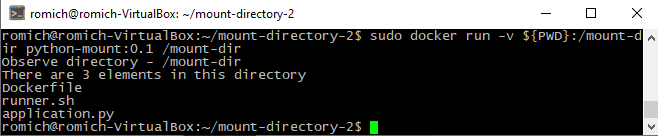 romich@romich-VirtualBox: ~/mount-directory-2
romich@romich-VirtualBox:~/mount-directory-2$ sudo docker run -v ${PWD}:/mount-d
ir python-mount:0.1 /mount-dir
Observe directory - /mount-dir
There are 3 elements in this directory
Dockerfile
runner.sh
application.py
romich@romich-VirtualBox:~/mount-directory-2$